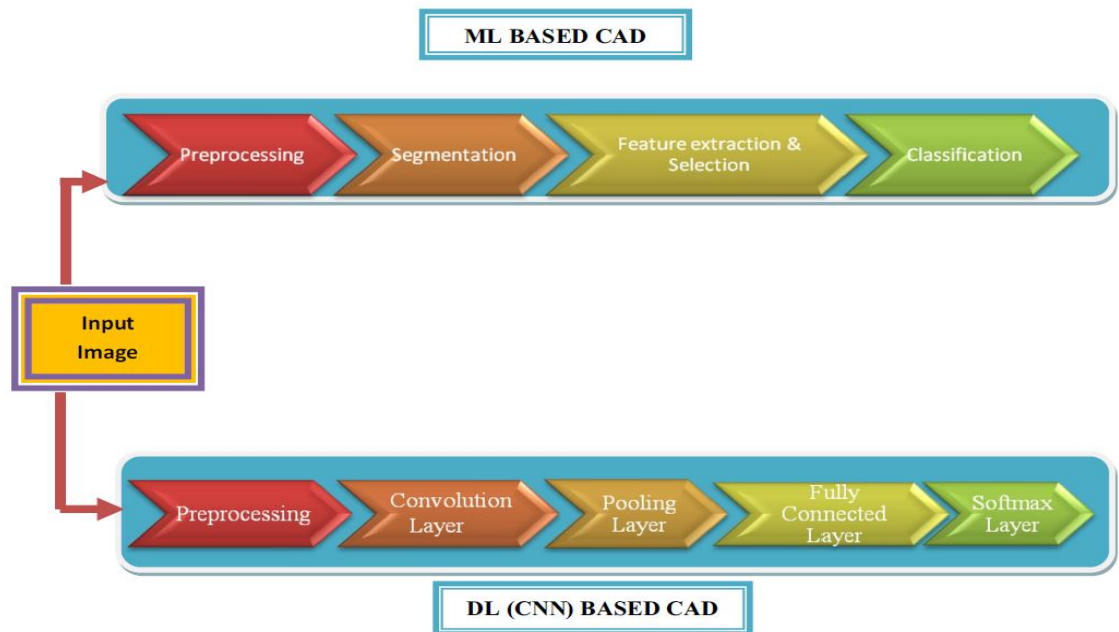 ML BASED CAD
Preprocessing
Segmentation
Feature extraction &
Selection
Classification
Input
Image
Preprocessing
Convolution
Layer
Pooling
Layer
Fully
Connected
Layer
Softmax
Layer
DL (CNN) BASED CAD